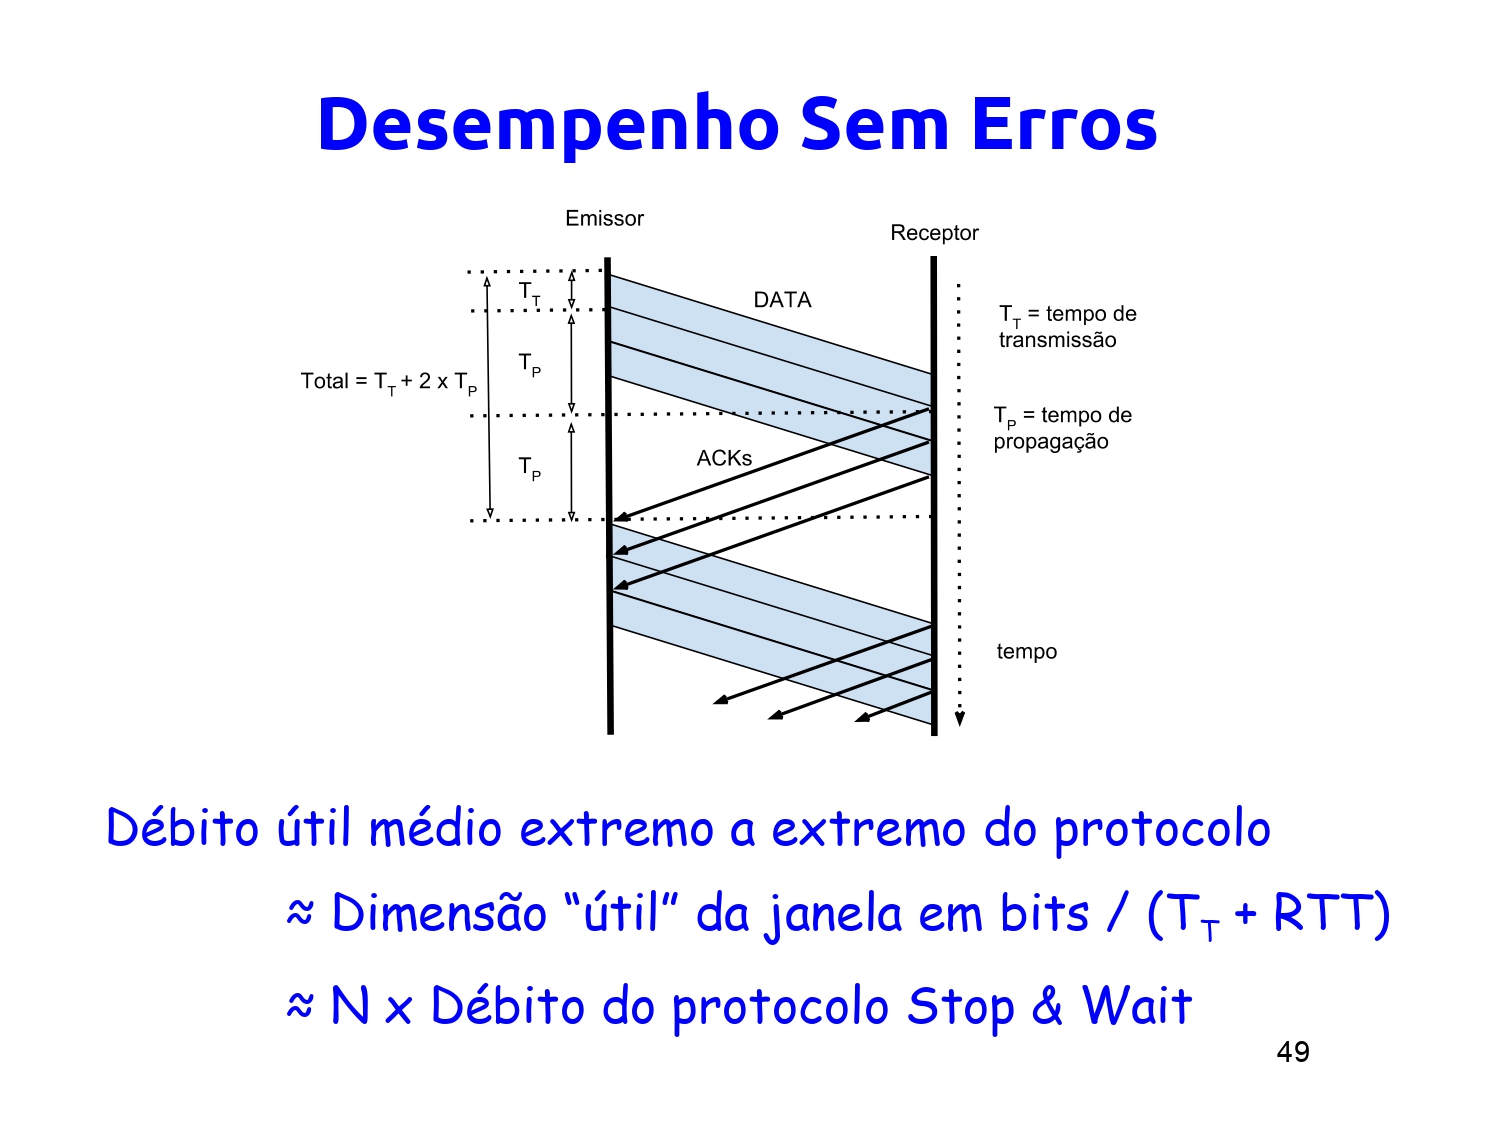 Desempenho Sem Erros
Emissor
Receptor
T_T
DATA
T_T = tempo de
transmissão
T_P
Total = T_T + 2 x T_P
T_P = tempo de
propagação
ACKs
T_P
tempo
Débito útil médio extremo a extremo do protocolo
≈ Dimensão “útil” da janela em bits / (T_T + RTT)
≈ N x Débito do protocolo Stop & Wait
49